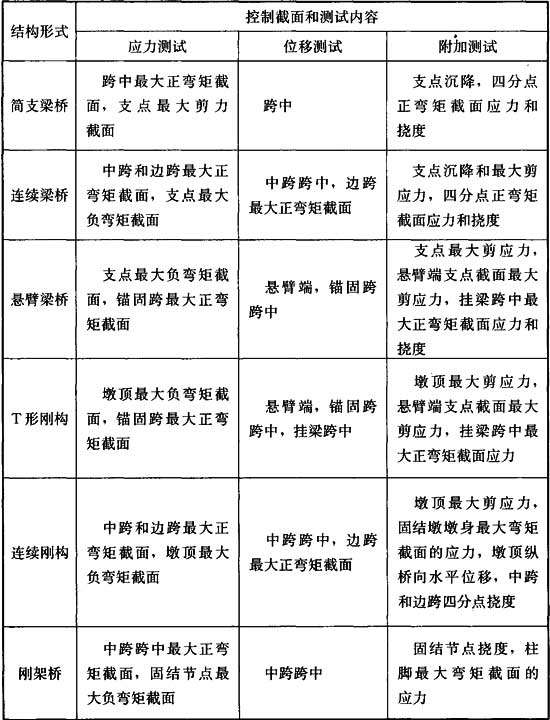 结构形式
控制截面和测试内容
应力测试
位移测试
附加测试
简支梁桥
跨中最大正弯矩截
面，支点最大剪力
截面
跨中
支点沉降，四分点
正弯矩截面应力和
挠度
连续梁桥
中跨和边跨最大正
弯矩截面，支点最大
负弯矩截面
中跨跨中，边跨
最大正弯矩截面
支点沉降和最大剪
应力，四分点正弯矩
截面应力和挠度
悬臂梁桥
支点最大负弯矩截
面，锚固跨最大正弯
矩截面
悬臂端，锚固跨
跨中
支点最大剪应力，
悬臂端支点截面最大
剪应力，挂梁跨中最
大正弯矩截面应力和
挠度
T形刚构
墩顶最大负弯矩截
面，锚固跨最大正弯
矩截面
悬臂端，锚固跨
跨中，挂梁跨中
墩顶最大剪应力，
悬臂端支点截面最大
剪应力，挂梁跨中最
大正弯矩截面应力
连续刚构
中跨和边跨最大正
弯矩截面，墩顶最大
负弯矩截面
中跨跨中，边跨
最大正弯矩截面
墩顶最大剪应力，
固结墩墩身最大弯矩
截面的应力，墩顶纵
桥向水平位移，中跨
和边跨四分点挠度
刚架桥
中跨跨中最大正弯
矩截面，固结节点最
大负弯矩截面
中跨跨中
固结节点挠度，柱
脚最大弯矩截面的
应力